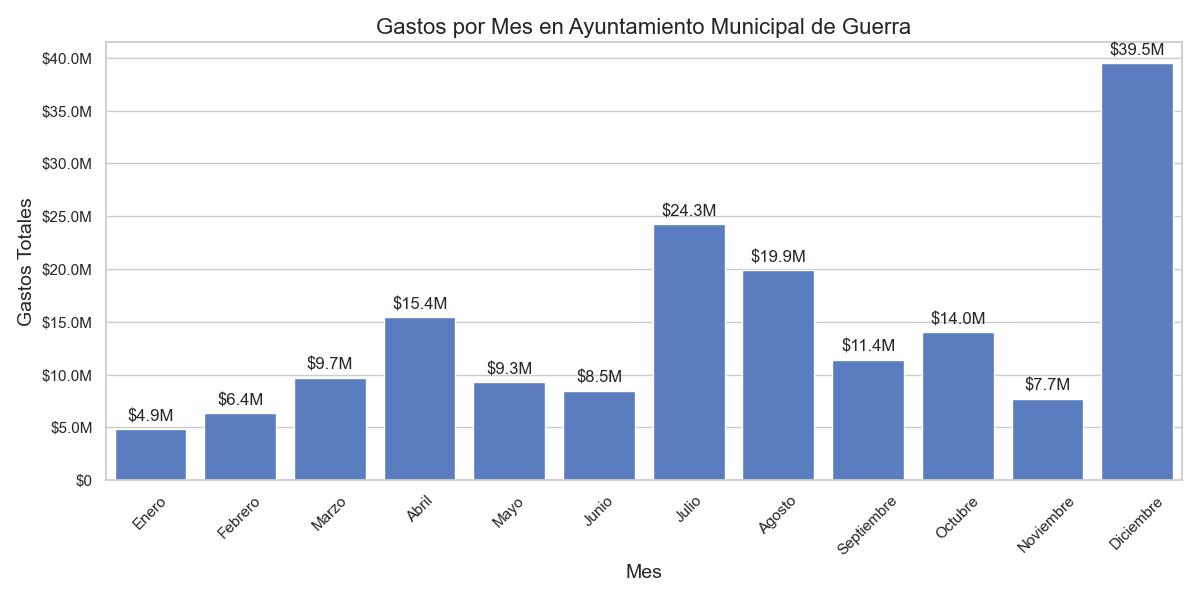 Gastos por Mes en Ayuntamiento Municipal de Guerra
Gastos Totales
$40.0M
$35.0M
$30.0M
$25.0M
$20.0M
$15.0M
$10.0M
$5.0M
$0
$4.9M
$6.4M
$9.7M
$15.4M
$9.3M
$8.5M
$24.3M
$19.9M
$11.4M
$14.0M
$7.7M
$39.5M
Enero
Febrero
Marzo
Abril
Mayo
Junio
Julio
Agosto
Septiembre
Octubre
Noviembre
Diciembre
Mes